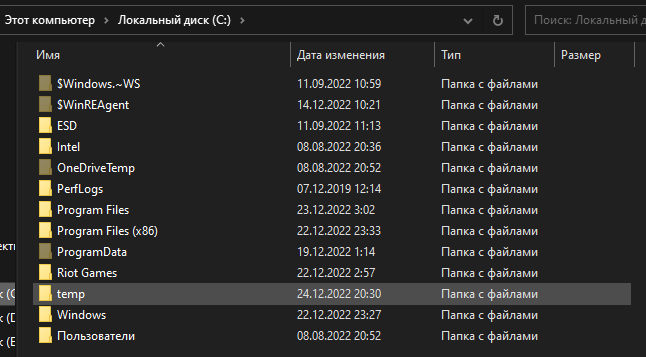 Этот компьютер > Локальный диск (C:) >
Поиск: Локальный д
Имя Дата изменения Тип Размер
$Windows.~WS 11.09.2022 10:59 Папка с файлами
$WinREAgent 14.12.2022 10:21 Папка с файлами
ESD 11.09.2022 11:13 Папка с файлами
Intel 08.08.2022 20:36 Папка с файлами
OneDriveTemp 08.08.2022 20:52 Папка с файлами
PerfLogs 07.12.2019 12:14 Папка с файлами
Program Files 23.12.2022 3:02 Папка с файлами
Program Files (x86) 22.12.2022 23:33 Папка с файлами
ProgramData 19.12.2022 1:14 Папка с файлами
Riot Games 22.12.2022 2:57 Папка с файлами
temp 24.12.2022 20:30 Папка с файлами
Windows 22.12.2022 23:27 Папка с файлами
Пользователи 08.08.2022 20:52 Папка с файлами